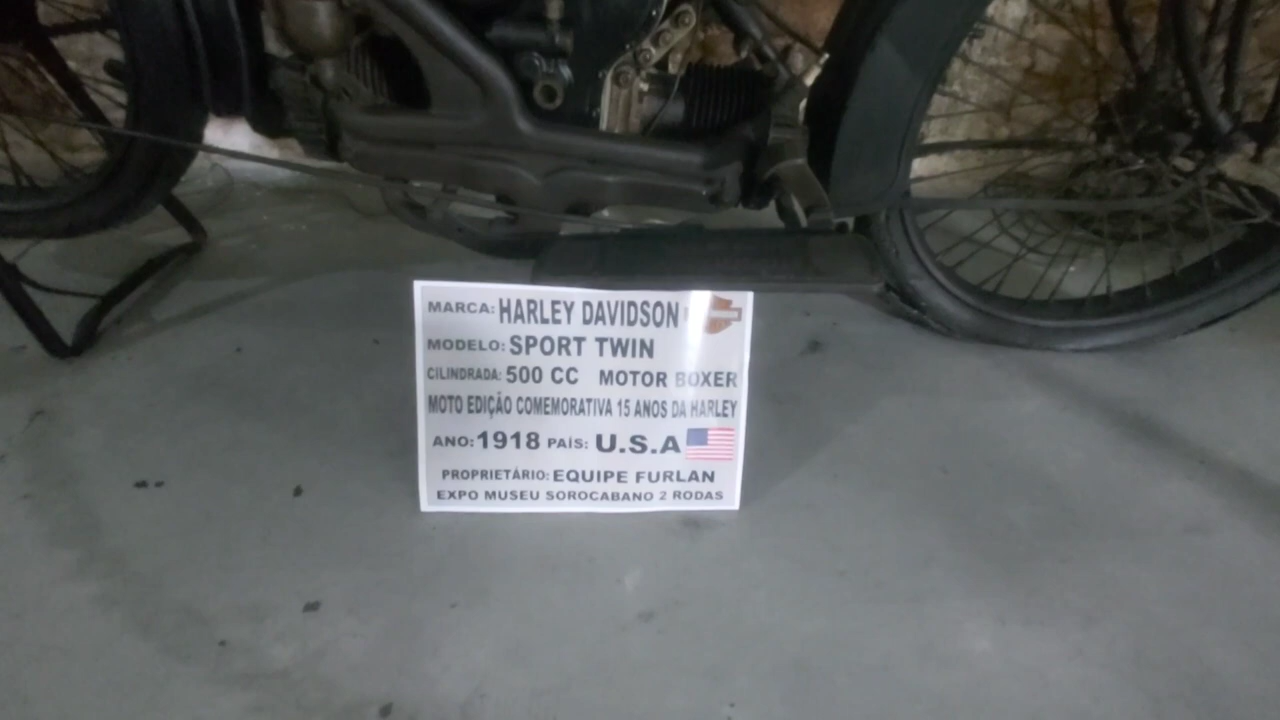 MARCA: HARLEY DAVIDSON
MODELO: SPORT TWIN
CILINDRADA: 500 CC MOTOR BOXER
MOTO EDIÇÃO COMEMORATIVA 15 ANOS DA HARLEY
ANO: 1918 PAÍS: U.S.A
PROPRIETÁRIO: EQUIPE FURLAN
EXPO MUSEU SOROCABANO 2 RODAS